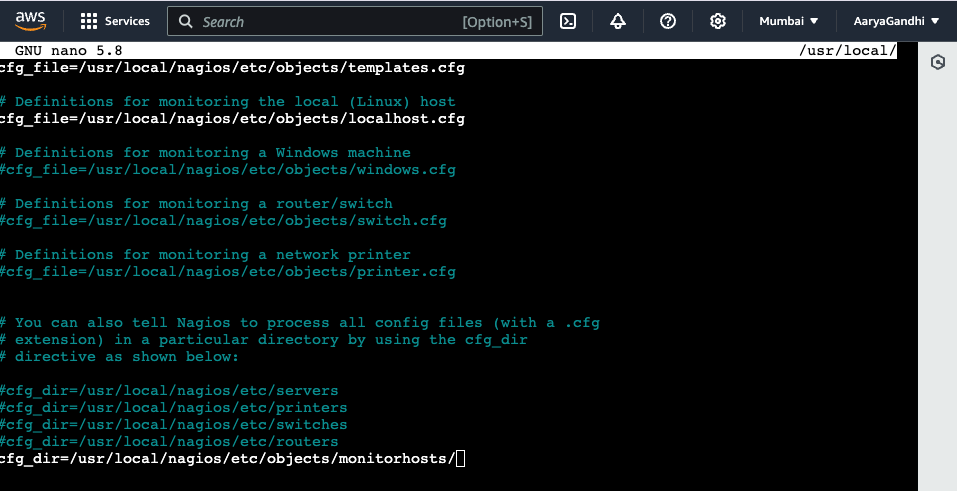 aws Services Search [Option+S] Mumbai AaryaGandhi
GNU nano 5.8 /usr/local/
cfg_file=/usr/local/nagios/etc/objects/templates.cfg
# Definitions for monitoring the local (Linux) host
cfg_file=/usr/local/nagios/etc/objects/localhost.cfg
# Definitions for monitoring a Windows machine
#cfg_file=/usr/local/nagios/etc/objects/windows.cfg
# Definitions for monitoring a router/switch
#cfg_file=/usr/local/nagios/etc/objects/switch.cfg
# Definitions for monitoring a network printer
#cfg_file=/usr/local/nagios/etc/objects/printer.cfg
# You can also tell Nagios to process all config files (with a .cfg
# extension) in a particular directory by using the cfg_dir
# directive as shown below:
#cfg_dir=/usr/local/nagios/etc/servers
#cfg_dir=/usr/local/nagios/etc/printers
#cfg_dir=/usr/local/nagios/etc/switches
#cfg_dir=/usr/local/nagios/etc/routers
cfg_dir=/usr/local/nagios/etc/objects/monitorhosts/